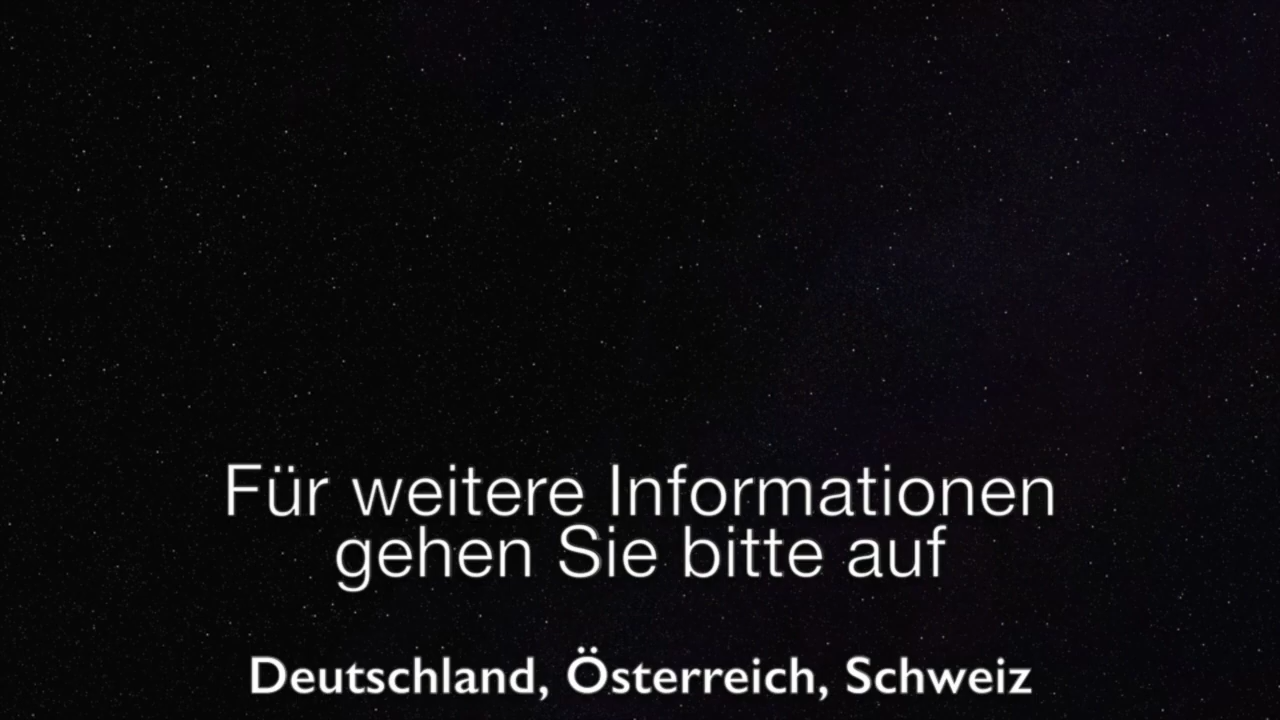 Für weitere Informationen
gehen Sie bitte auf
Deutschland, Österreich, Schweiz